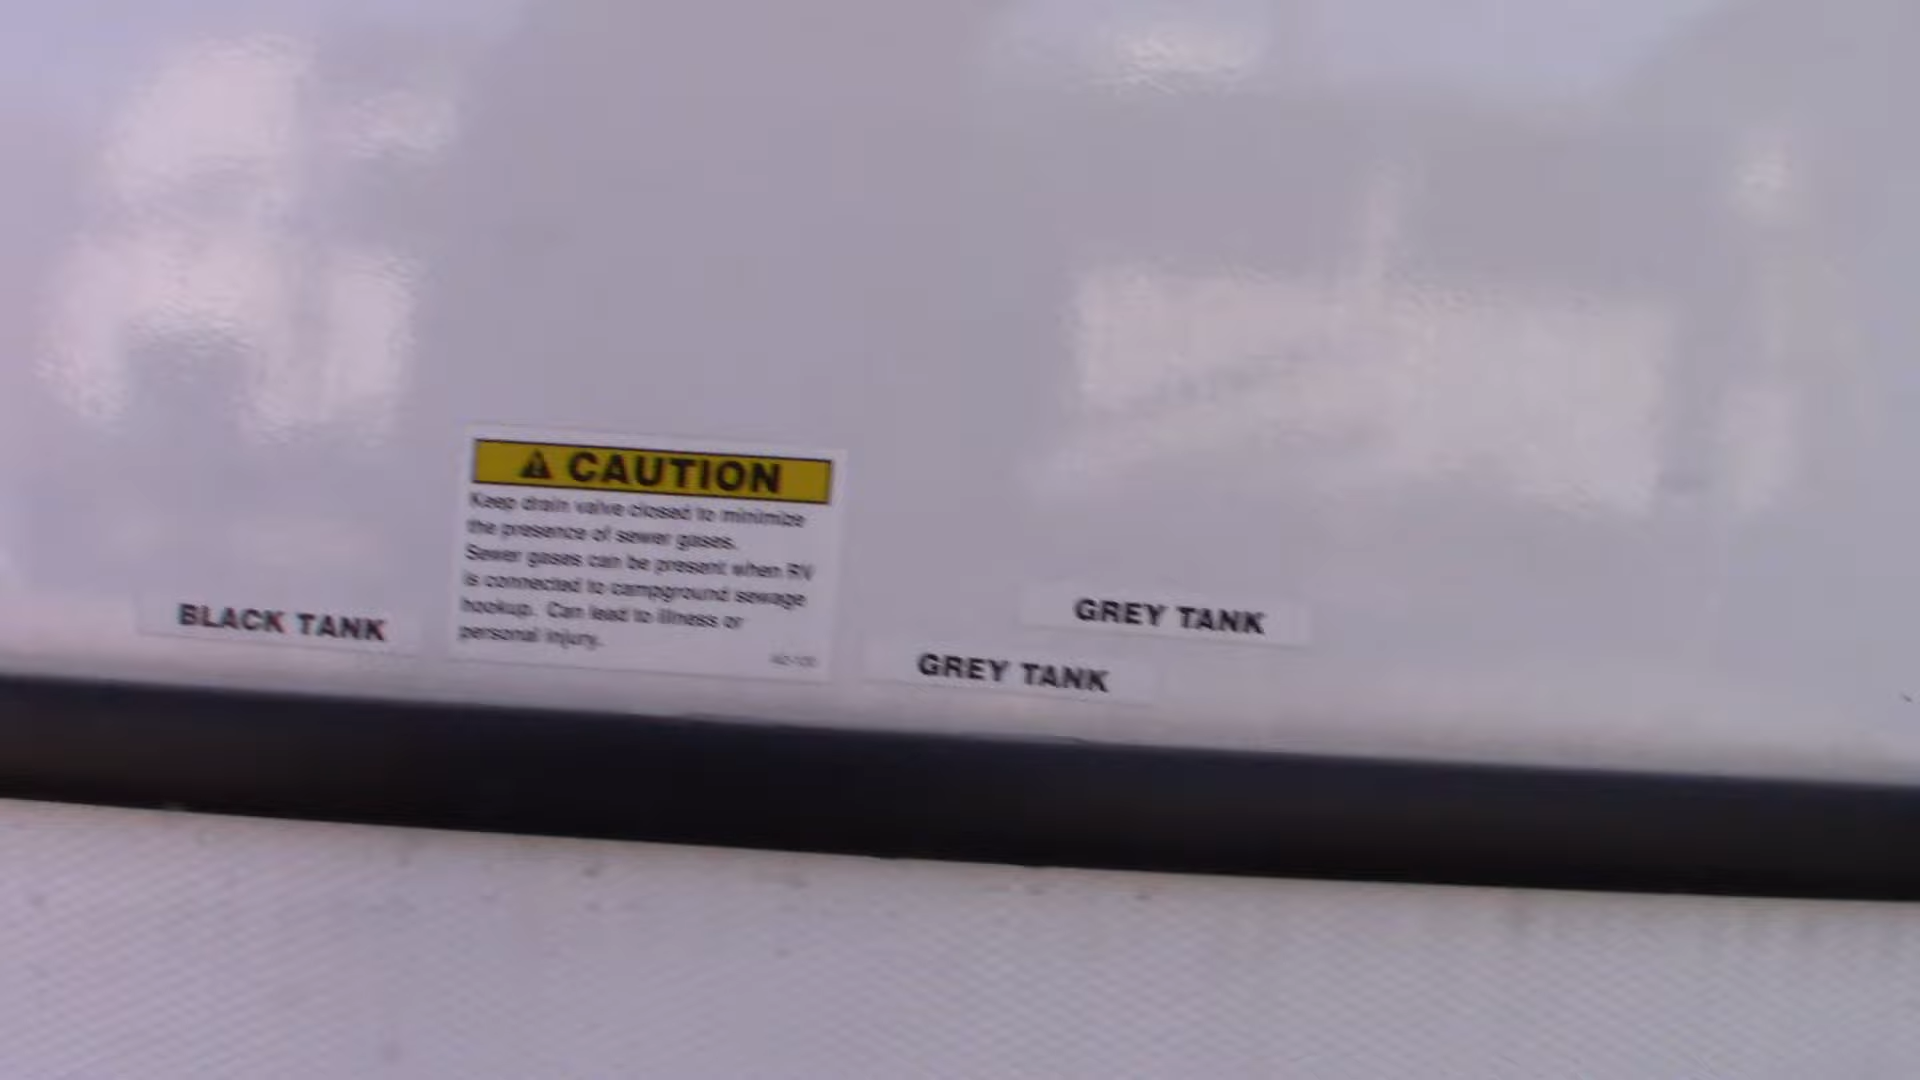 CAUTION
Keep drain valve closed to minimize
the presence of sewer gases.
Sewer gases can be present when RV
is connected to campground sewage
hookup. Can lead to illness or
personal injury.
BLACK TANK
GREY TANK
GREY TANK